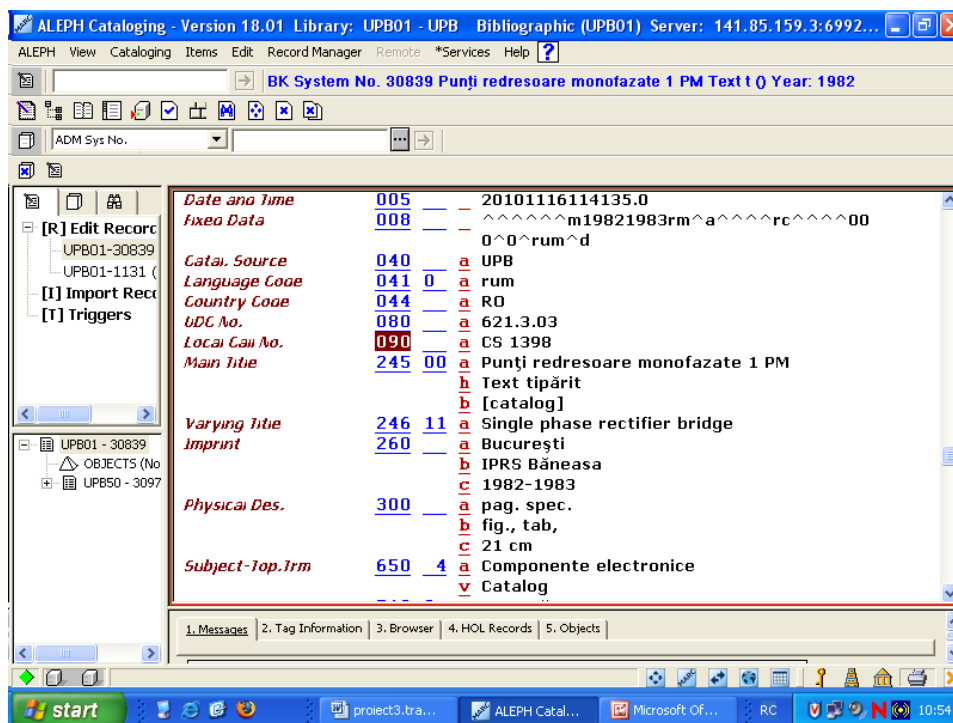 ALEPH Cataloging - Version 18.01 Library: UPB01 - UPB Bibliographic (UPB01) Server: 141.85.159.3:6992...
ALEPH View Cataloging Items Edit Record Manager Remote *Services Help ?
BK System No. 30839 Punţi redresoare monofazate 1 PM Text t () Year: 1982
ADM Sys No. ...
[R] Edit Recorc
UPB01-30839
UPB01-1131 (
[I] Import Reco
[T] Triggers
UPB01 - 30839
OBJECTS (No
UPB50 - 3097
Date and Time 005 20101116114135.0
Fixed Data 008 ^^^^^^m19821983rm^a^^^^rc^^^^00
0^0^rum^d
Catal. Source 040 a UPB
Language Code 041 0 a rum
Country Code 044 a RO
UDC No. 080 a 621.3.03
Local Call No. 090 a CS 1398
Main Title 245 00 a Punţi redresoare monofazate 1 PM
h Text tipărit
b [catalog]
Varying Title 246 11 a Single phase rectifier bridge
Imprint 260 a Bucureşti
b IPRS Băneasa
c 1982-1983
Physical Des. 300 a pag. spec.
b fig., tab,
c 21 cm
Subject-Top.Trm 650 4 a Componente electronice
v Catalog
1. Messages 2. Tag Information 3. Browser 4. HOL Records 5. Objects
start proiect3.tra... ALEPH Catal... Microsoft Of... RC 10:54